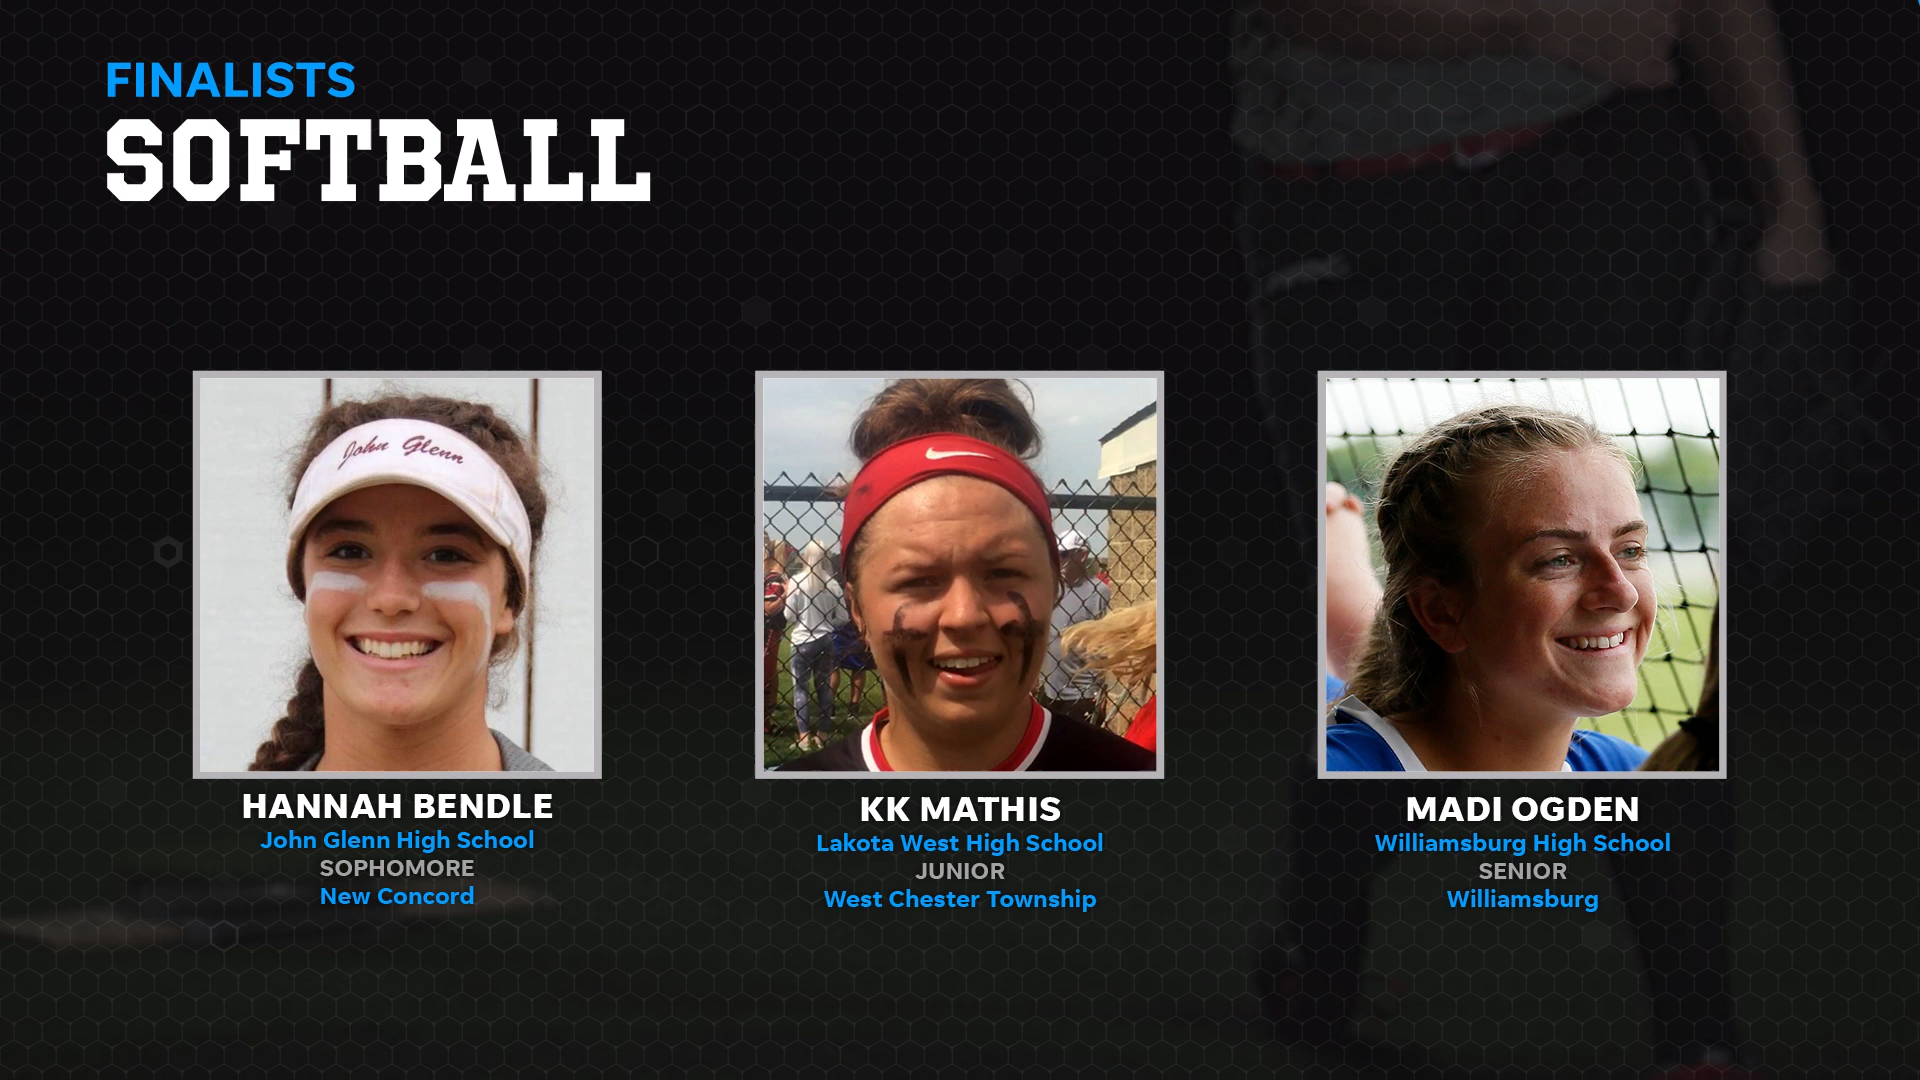 FINALISTS
SOFTBALL
John Glenn
HANNAH BENDLE
John Glenn High School
SOPHOMORE
New Concord
KK MATHIS
Lakota West High School
JUNIOR
West Chester Township
MADI OGDEN
Williamsburg High School
SENIOR
Williamsburg